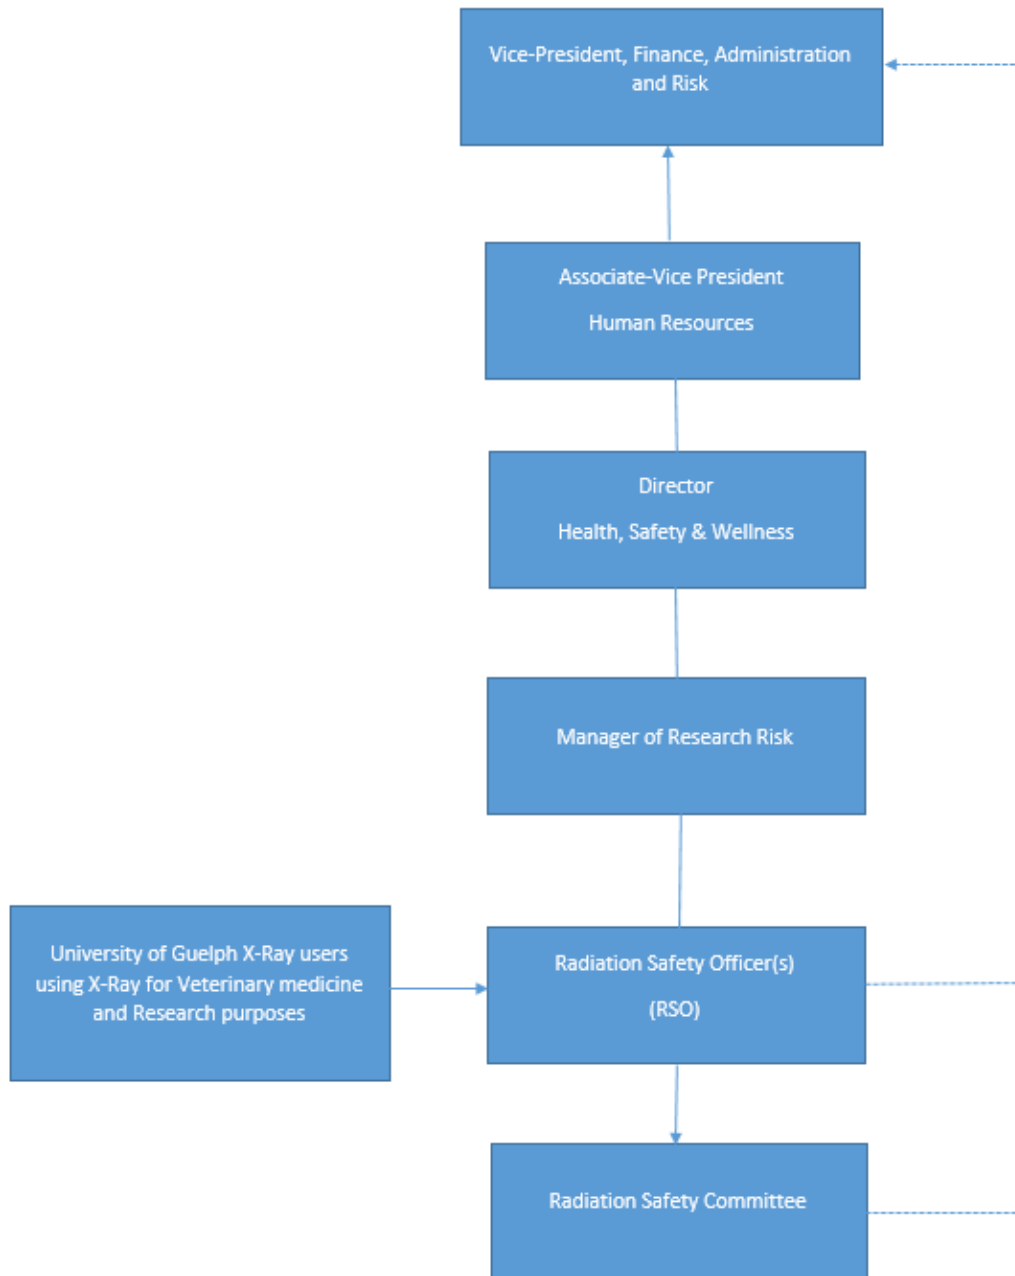 Vice-President, Finance, Administration
and Risk
Associate-Vice President
Human Resources
Director
Health, Safety & Wellness
Manager of Research Risk
University of Guelph X-Ray users
using X-Ray for Veterinary medicine
and Research purposes
Radiation Safety Officer(s)
(RSO)
Radiation Safety Committee